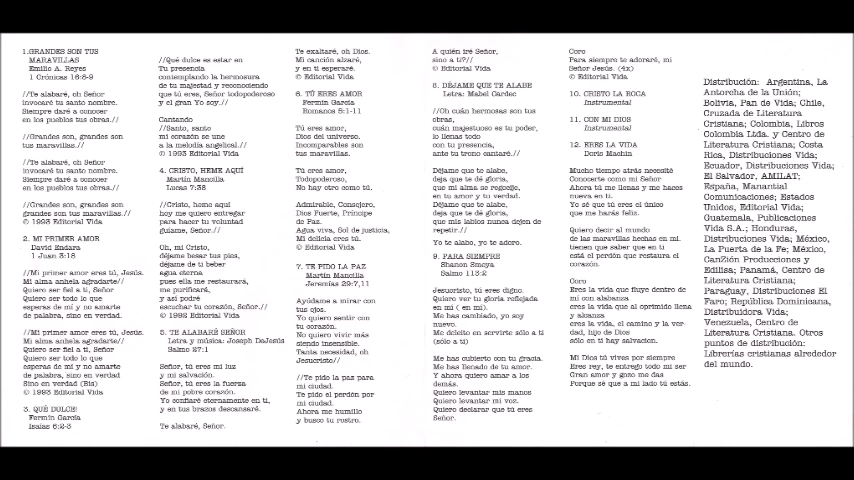 1.GRANDES SON TUS
MARAVILLAS
Emilio A. Reyes
1 Crónicas 16:8-9
//Te alabaré, oh Señor
invocaré tu santo nombre.
Siempre daré a conocer
en los pueblos tus obras.//
//Grandes son, grandes son
tus maravillas.//
//Te alabaré, oh Señor
invocaré tu santo nombre.
Siempre daré a conocer
en los pueblos tus obras.//
//Grandes son, grandes son
grandes son tus maravillas.//
© 1993 Editorial Vida
2. MI PRIMER AMOR
David Endara
1 Juan 3:18
//Mi primer amor eres tú, Jesús.
Mi alma anhela agradarte//
Quiero ser fiel a ti, Señor
Quiero ser todo lo que
esperas de mí y no amarte
de palabra, sino en verdad.
//Mi primer amor eres tú, Jesús.
Mi alma anhela agradarte//
Quiero ser fiel a ti, Señor
Quiero ser todo lo que
esperas de mí y no amarte
de palabra, sino en verdad
Sino en verdad (Bis)
© 1993 Editorial Vida
3. QUÉ DULCE!
Fermín García
Isaías 6:2-3
//Qué dulce es estar en
Tu presencia
contemplando la hermosura
de tu majestad y reconociendo
que tú eres, Señor todopoderoso
y el gran Yo soy.//
Cantando
//Santo, santo
mi corazón se une
a la melodía angelical.//
© 1993 Editorial Vida
4. CRISTO, HEME AQUÍ
Martín Mancilla
Lucas 7:38
//Cristo, heme aquí
hoy me quiero entregar
para hacer tu voluntad
guíame, Señor.//
Oh, mi Cristo,
déjame besar tus pies,
déjame de ti beber
agua eterna
pues ella me restaurará,
me purificará,
y así podré
escuchar tu corazón, Señor.//
© 1992 Editorial Vida
5. TE ALABARÉ SEÑOR
Letra y música: Joseph DaJesús
Salmo 27:1
Señor, tú eres mi luz
y mi salvación.
Señor, tú eres la fuerza
de mi pobre corazón.
Yo confiaré eternamente en ti,
y en tus brazos descansaré.
Te alabaré, Señor.
Te exaltaré, oh Dios.
Mi canción alzaré,
y en ti esperaré.
© Editorial Vida
6. TÚ ERES AMOR
Fermín García
Romanos 5:1-11
Tú eres amor,
Dios del universo.
Incomparables son
tus maravillas.
Tú eres amor,
Todopoderoso,
No hay otro como tú.
Admirable, Consejero,
Dios Fuerte, Príncipe
de Paz.
Agua viva, Sol de justicia,
Mi delicia eres tú.
© Editorial Vida
7. TE PIDO LA PAZ
Martín Mancilla
Jeremías 29:7,11
Ayúdame a mirar con
tus ojos.
Yo quiero sentir con
tu corazón.
No quiero vivir más
siendo insensible.
Tanta necesidad, oh
Jesucristo//
//Te pido la paz para
mi ciudad.
Te pido el perdón por
mi ciudad.
Ahora me humillo
y busco tu rostro.
A quién iré Señor,
sino a ti?//
© Editorial Vida
8. DÉJAME QUE TE ALABE
Letra: Mabel Cardec
//Oh cuán hermosas son tus
obras,
cuán majestuoso es tu poder,
lo llenas todo
con tu presencia,
ante tu trono cantaré.//
Déjame que te alabe,
deja que te dé gloria,
que mi alma se regocije,
en tu amor y tu verdad.
Déjame que te alabe,
deja que te dé gloria,
que mis labios nunca dejen de
repetir.//
Yo te alabo, yo te adoro.
9. PARA SIEMPRE
Shanon Smeya
Salmo 113:2
Jesucristo, tú eres digno.
Quiero ver tu gloria reflejada
en mí ( en mí).
Me has cambiado, yo soy
nuevo.
Me deleito en servirte sólo a ti
(sólo a ti)
Me has cubierto con tu gracia.
Me has llenado de tu amor.
Y ahora quiero amar a los
demás.
Quiero levantar mis manos
Quiero levantar mi voz.
Quiero declarar que tú eres
Señor.
Coro
Para siempre te adoraré, mi
Señor Jesús. (4x)
© Editorial Vida
10. CRISTO LA ROCA
Instrumental
11. CON MI DIOS
Instrumental
12. ERES LA VIDA
Doris Machin
Mucho tiempo atrás necesité
Conocerte como mi Señor
Ahora tú me llenas y me haces
nueva en ti.
Yo sé que tú eres el único
que me harás feliz.
Quiero decir al mundo
de las maravillas hechas en mí.
tienen que saber que en ti
está el perdón que restaura el
corazón.
Coro
Eres la vida que fluye dentro de
mí con alabanza
eres la vida que al oprimido llena
y alcanza
eres la vida, el camino y la ver-
dad, hijo de Dios
sólo en ti hay salvacion.
Mi Dios tú vives por siempre
Eres rey, te entrego todo mi ser
Gran amor y gozo me das
Porque sé que a mi lado tú estás.
Distribución: Argentina, La
Antorcha de la Unión;
Bolivia, Pan de Vida; Chile,
Cruzada de Literatura
Cristiana; Colombia, Libros
Colombia Ltda. y Centro de
Literatura Cristiana; Costa
Rica, Distribuciones Vida;
Ecuador, Distribuciones Vida;
El Salvador, AMILAT;
España, Manantial
Comunicaciones; Estados
Unidos, Editorial Vida;
Guatemala, Publicaciones
Vida S.A.; Honduras,
Distribuciones Vida; México,
La Puerta de la Fe; México,
CanZión Producciones y
Edilisa; Panamá, Centro de
Literatura Cristiana;
Paraguay, Distribuciones El
Faro; República Dominicana,
Distribuidora Vida;
Venezuela, Centro de
Literatura Cristiana. Otros
puntos de distribución:
Librerías cristianas alrededor
del mundo.